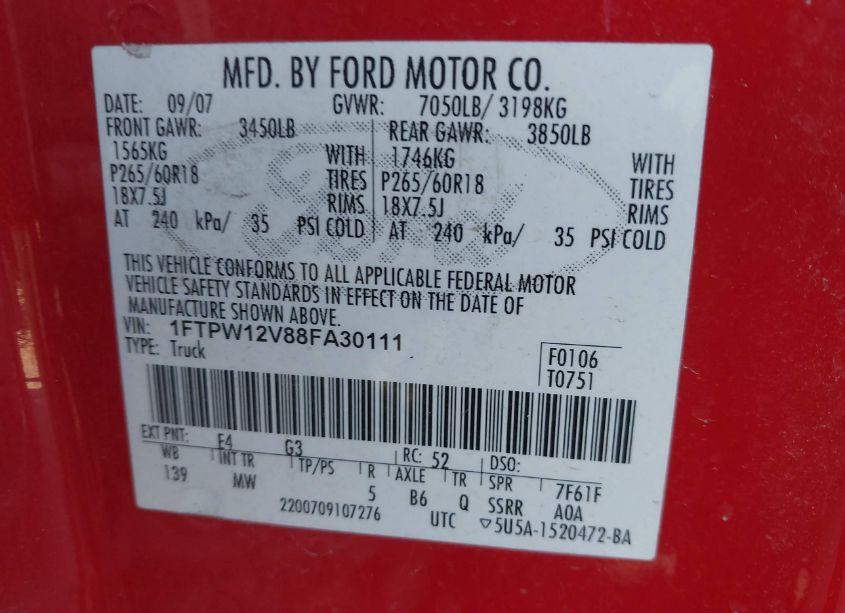 MFD. BY FORD MOTOR CO.
DATE: 09/07 GVWR: 7050LB/ 3198KG
FRONT GAWR: 3450LB REAR GAWR: 3850LB
1565KG WITH 1746KG WITH
P265/60R18 TIRES P265/60R18 TIRES
18X7.5J RIMS 18X7.5J RIMS
AT 240 kPa/ 35 PSI COLD AT 240 kPa/ 35 PSI COLD
THIS VEHICLE CONFORMS TO ALL APPLICABLE FEDERAL MOTOR
VEHICLE SAFETY STANDARDS IN EFFECT ON THE DATE OF
MANUFACTURE SHOWN ABOVE.
VIN: 1FTPW12V88FA30111
TYPE: Truck
F0106
T0751
EXT PNT: F4 G3 RC: 52 DSO:
WB INT TR TP/PS R AXLE TR SPR 7F61F
139 MW 5 B6 Q SSRR A0A
2200709107276 UTC ▽5U5A-1520472-BA